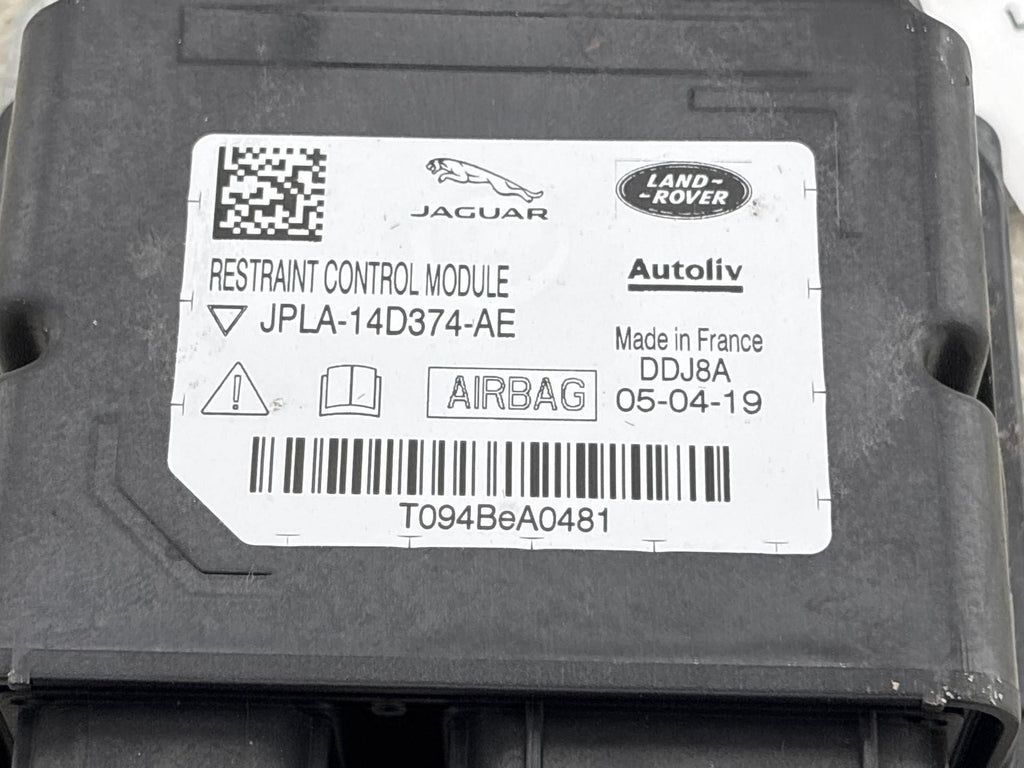 JAGUAR
LAND-
-ROVER
Autoliv
RESTRAINT CONTROL MODULE
JPLA-14D374-AE
Made in France
DDJ8A
AIRBAG
05-04-19
T094BeA0481